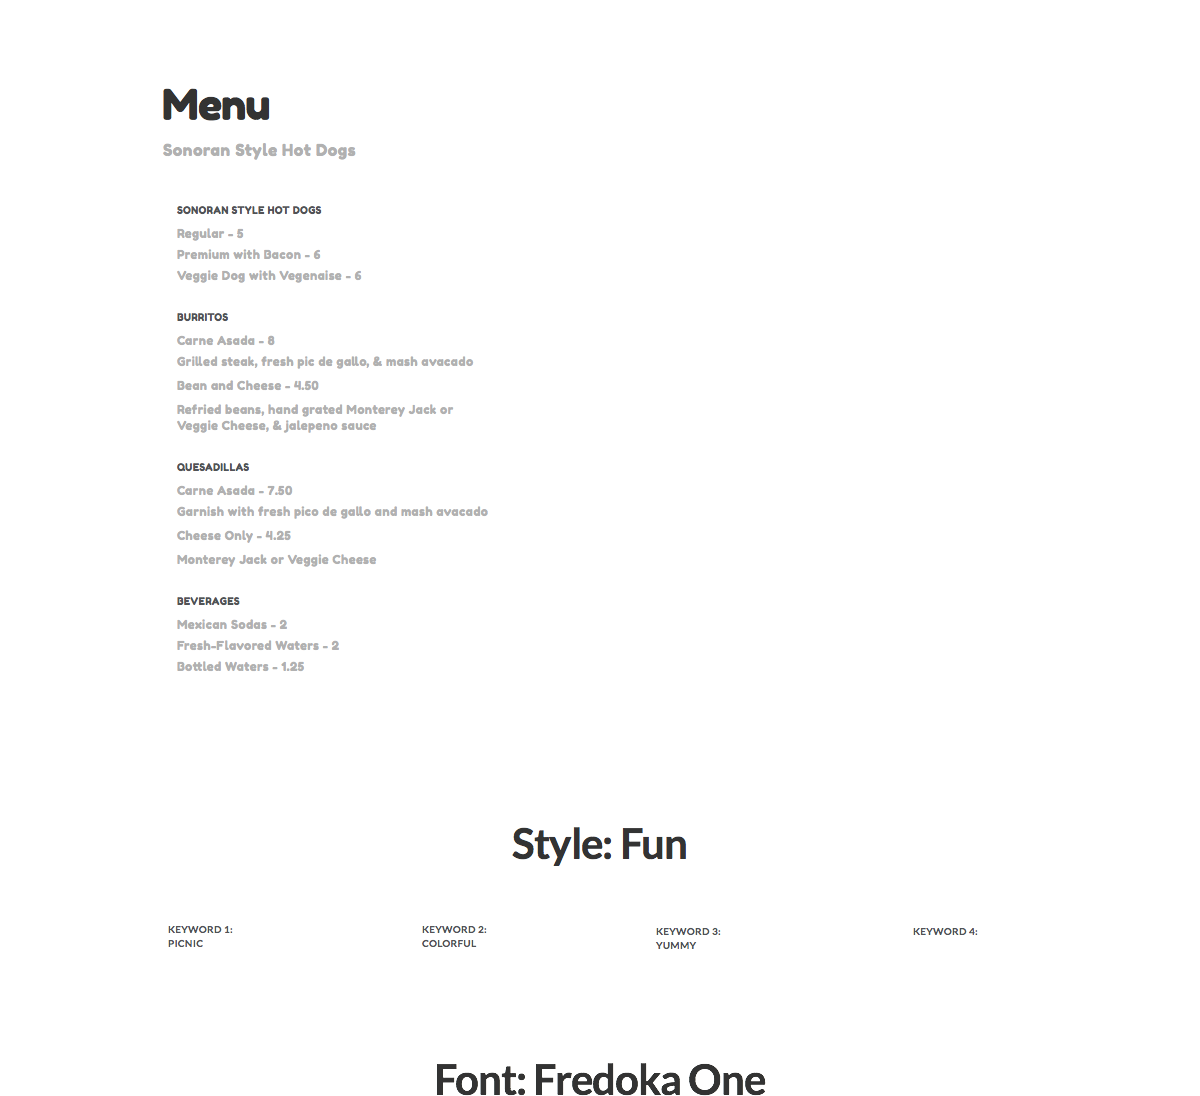 Menu
Sonoran Style Hot Dogs
SONORAN STYLE HOT DOGS
Regular - 5
Premium with Bacon - 6
Veggie Dog with Vegenaise - 6
BURRITOS
Carne Asada - 8
Grilled steak, fresh pic de gallo, & mash avacado
Bean and Cheese - 4.50
Refried beans, hand grated Monterey Jack or
Veggie Cheese, & jalepeno sauce
QUESADILLAS
Carne Asada - 7.50
Garnish with fresh pico de gallo and mash avacado
Cheese Only - 4.25
Monterey Jack or Veggie Cheese
BEVERAGES
Mexican Sodas - 2
Fresh-Flavored Waters - 2
Bottled Waters - 1.25
Style: Fun
KEYWORD 1:
PICNIC
KEYWORD 2:
COLORFUL
KEYWORD 3:
YUMMY
KEYWORD 4:
Font: Fredoka One